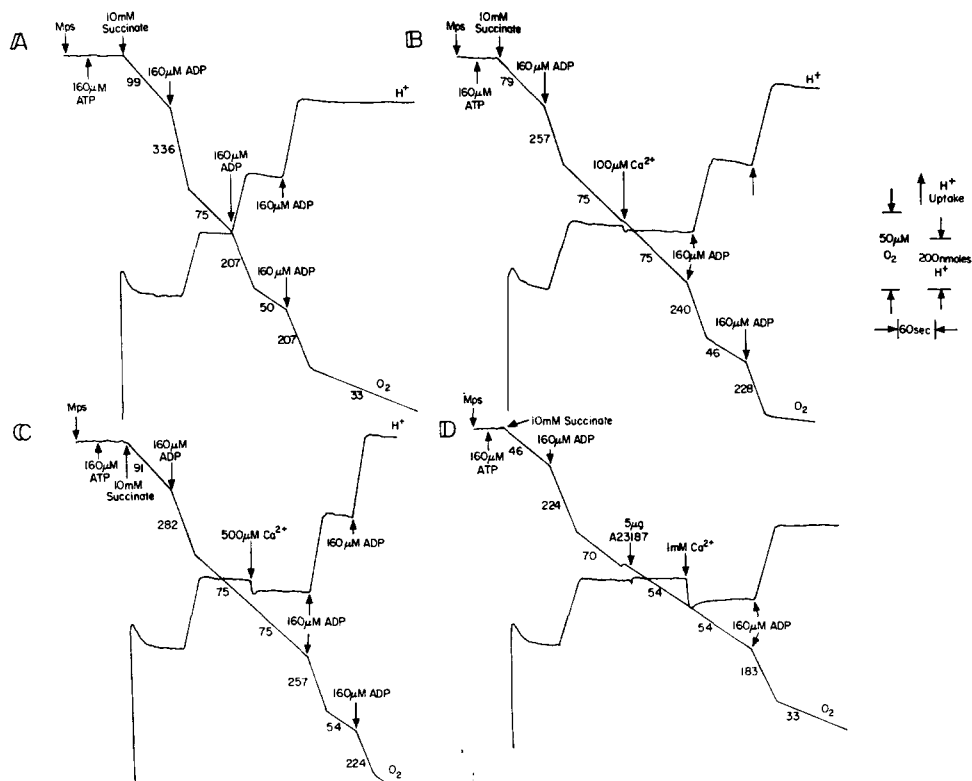 A
Mps
10mM
Succinate
160µM
ATP
99
160µM ADP
336
75
160µM
ADP
207
160µM ADP
H+
160µM ADP
50
207
33
O2
B
Mps
10mM
Succinate
160µM
ATP
79
160µM ADP
257
100µM Ca2+
75
75
160µM ADP
H+
240
160µM ADP
46
228
O2
H+
Uptake
50µM
O2
200nmoles
H+
60sec
C
Mps
160µM
ATP
10mM
Succinate
91
160µM
ADP
282
500µM Ca2+
75
75
160µM ADP
160µM ADP
H+
257
160µM ADP
54
224
O2
D
Mps
10mM Succinate
160µM
ATP
46
160µM
ADP
224
70
5µg
A23187
1mM Ca2+
54
54
160µM
ADP
183
33
O2